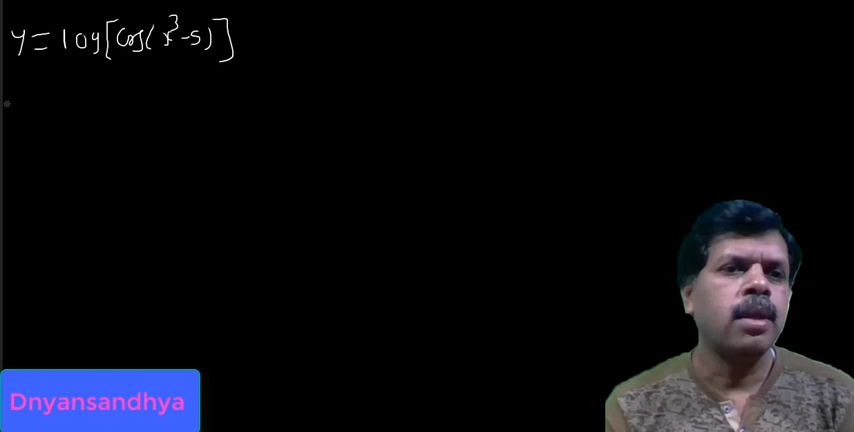 y = log[cos(x³-5)]
Dnyansandhya